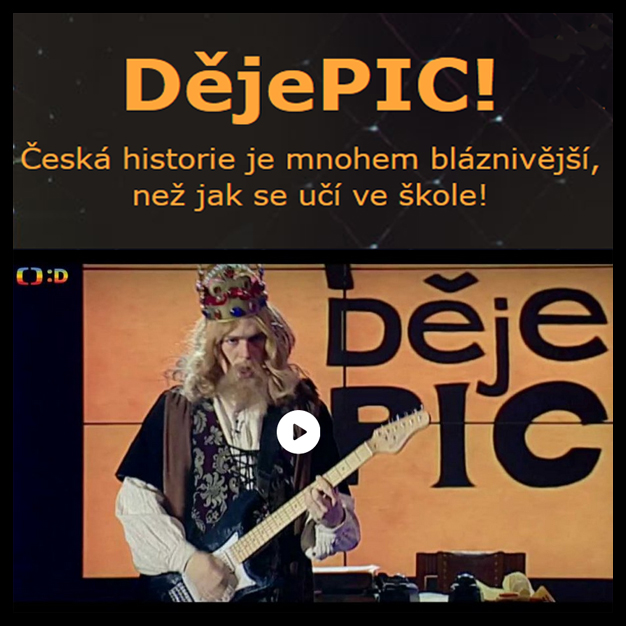 DějePIC!
Česká historie je mnohem bláznivější,
než jak se učí ve škole!
:D
Děje
PIC